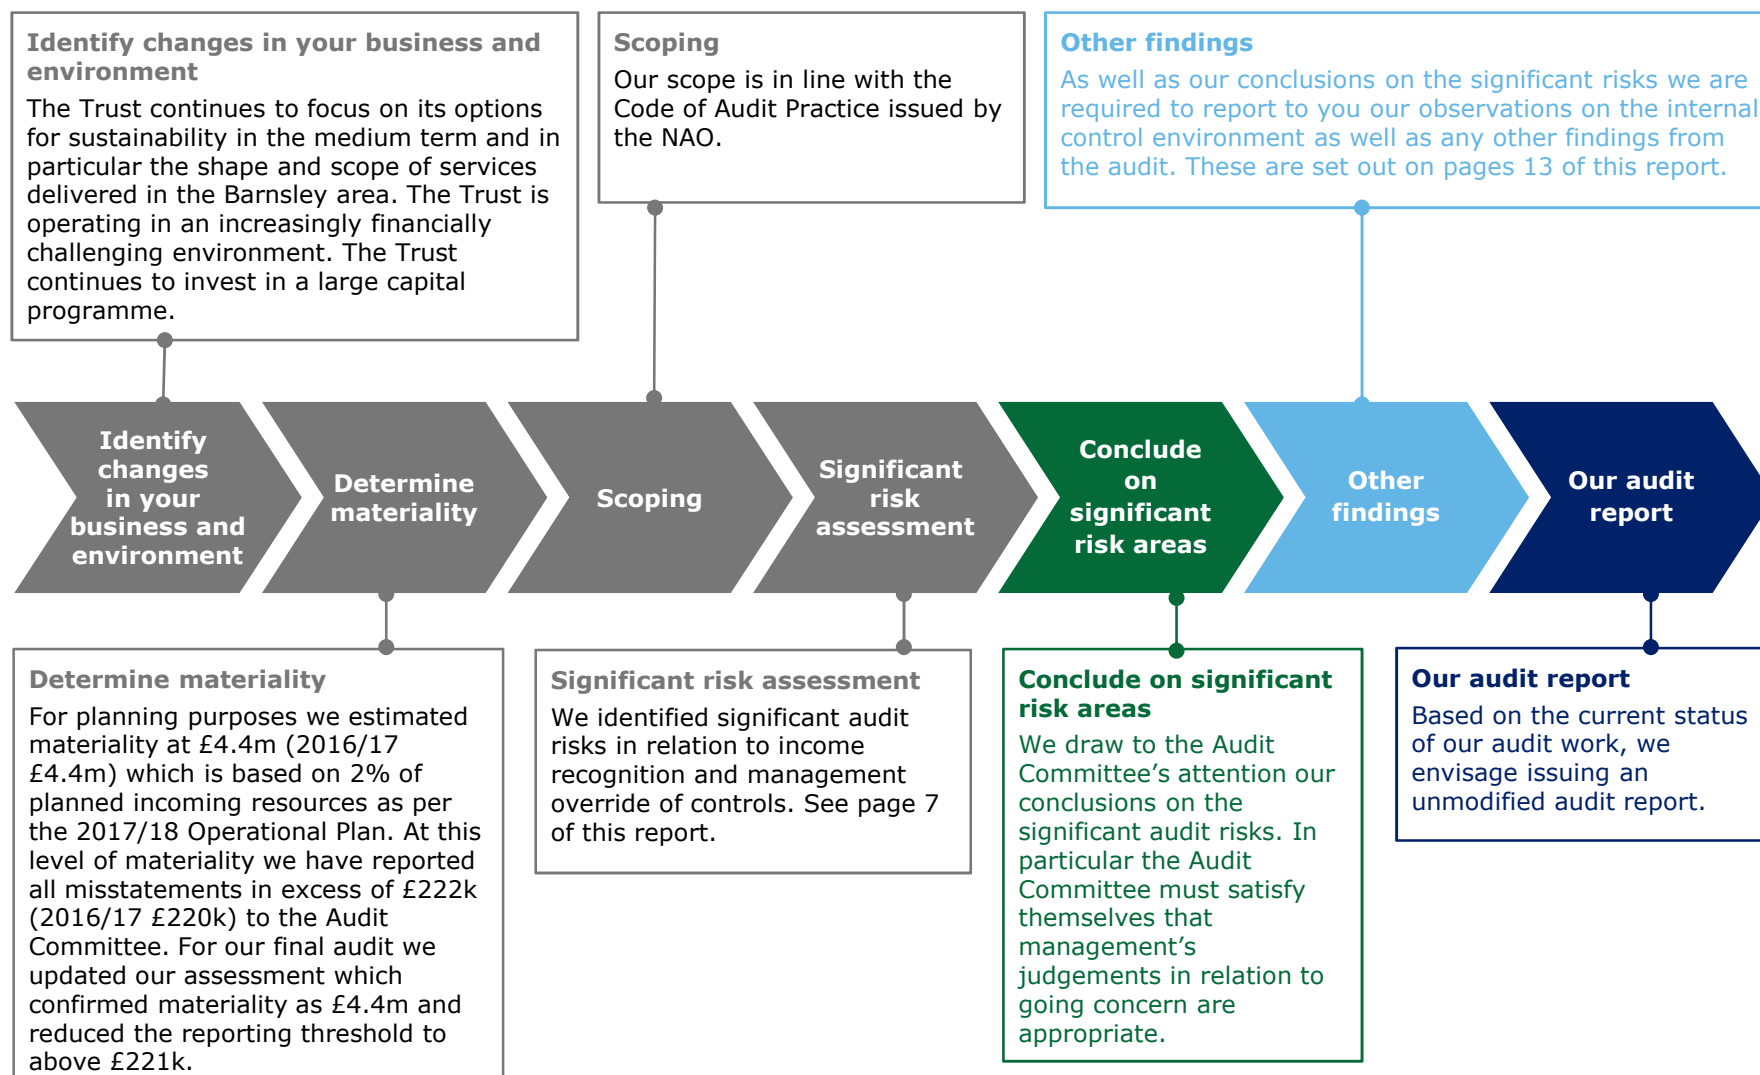 Identify changes in your business and
environment
The Trust continues to focus on its options
for sustainability in the medium term and in
particular the shape and scope of services
delivered in the Barnsley area. The Trust is
operating in an increasingly financially
challenging environment. The Trust
continues to invest in a large capital
programme.
Scoping
Our scope is in line with the
Code of Audit Practice issued by
the NAO.
Other findings
As well as our conclusions on the significant risks we are
required to report to you our observations on the internal
control environment as well as any other findings from
the audit. These are set out on pages 13 of this report.
Identify
changes
in your
business and
environment
Determine
materiality
Scoping
Significant
risk
assessment
Conclude
on
significant
risk areas
Other
findings
Our audit
report
Determine materiality
For planning purposes we estimated
materiality at £4.4m (2016/17
£4.4m) which is based on 2% of
planned incoming resources as per
the 2017/18 Operational Plan. At this
level of materiality we have reported
all misstatements in excess of £222k
(2016/17 £220k) to the Audit
Committee. For our final audit we
updated our assessment which
confirmed materiality as £4.4m and
reduced the reporting threshold to
above £221k.
Significant risk assessment
We identified significant audit
risks in relation to income
recognition and management
override of controls. See page 7
of this report.
Conclude on significant
risk areas
We draw to the Audit
Committee’s attention our
conclusions on the
significant audit risks. In
particular the Audit
Committee must satisfy
themselves that
management’s
judgements in relation to
going concern are
appropriate.
Our audit report
Based on the current status
of our audit work, we
envisage issuing an
unmodified audit report.